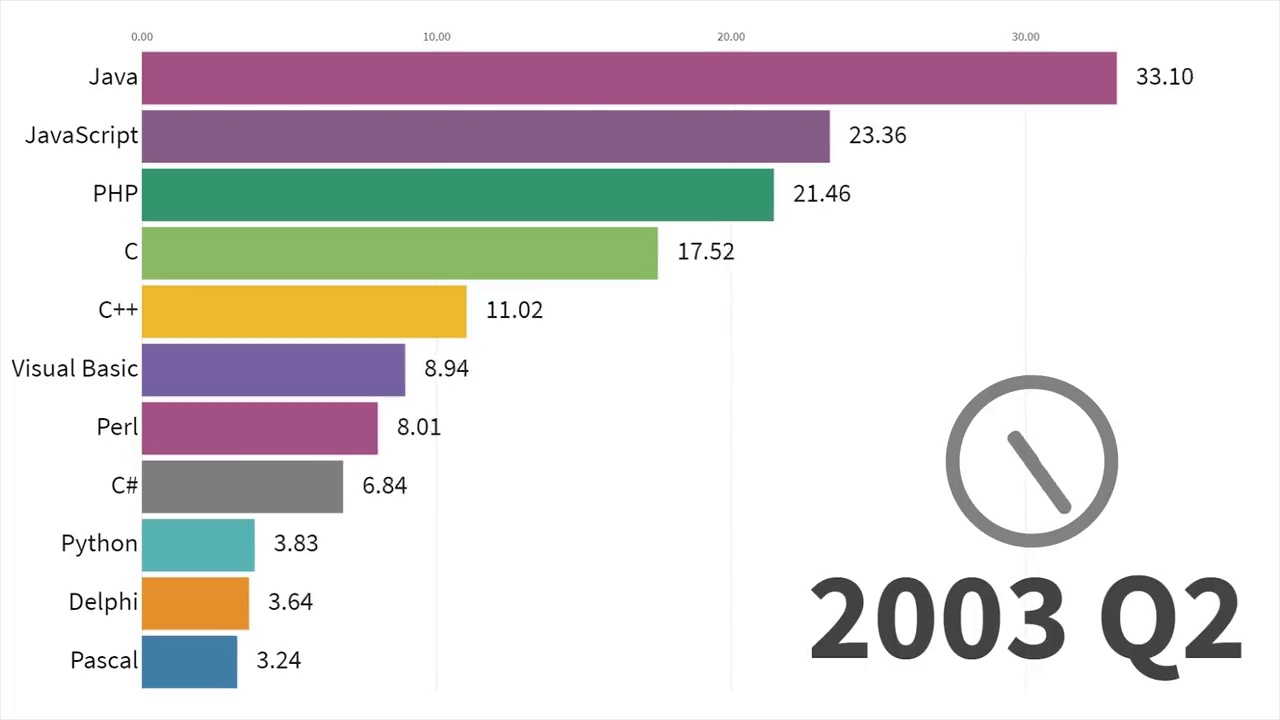 0.00 10.00 20.00 30.00
Java 33.10
JavaScript 23.36
PHP 21.46
C 17.52
C++ 11.02
Visual Basic 8.94
Perl 8.01
C# 6.84
Python 3.83
Delphi 3.64
Pascal 3.24
2003 Q2